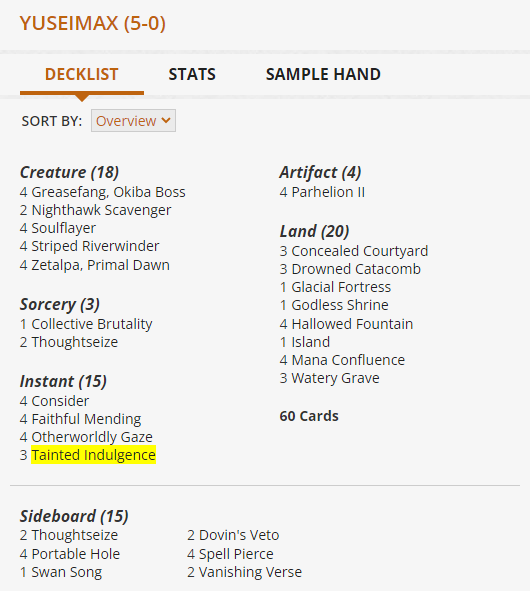 YUSEIMAX (5-0)
DECKLIST STATS SAMPLE HAND
SORT BY: Overview
Creature (18)
4 Greasefang, Okiba Boss
2 Nighthawk Scavenger
4 Soulflayer
4 Striped Riverwinder
4 Zetalpa, Primal Dawn
Sorcery (3)
1 Collective Brutality
2 Thoughtseize
Instant (15)
4 Consider
4 Faithful Mending
4 Otherworldly Gaze
3 Tainted Indulgence
Artifact (4)
4 Parhelion II
Land (20)
3 Concealed Courtyard
3 Drowned Catacomb
1 Glacial Fortress
1 Godless Shrine
4 Hallowed Fountain
1 Island
4 Mana Confluence
3 Watery Grave
60 Cards
Sideboard (15)
2 Thoughtseize
4 Portable Hole
1 Swan Song
2 Dovin's Veto
4 Spell Pierce
2 Vanishing Verse